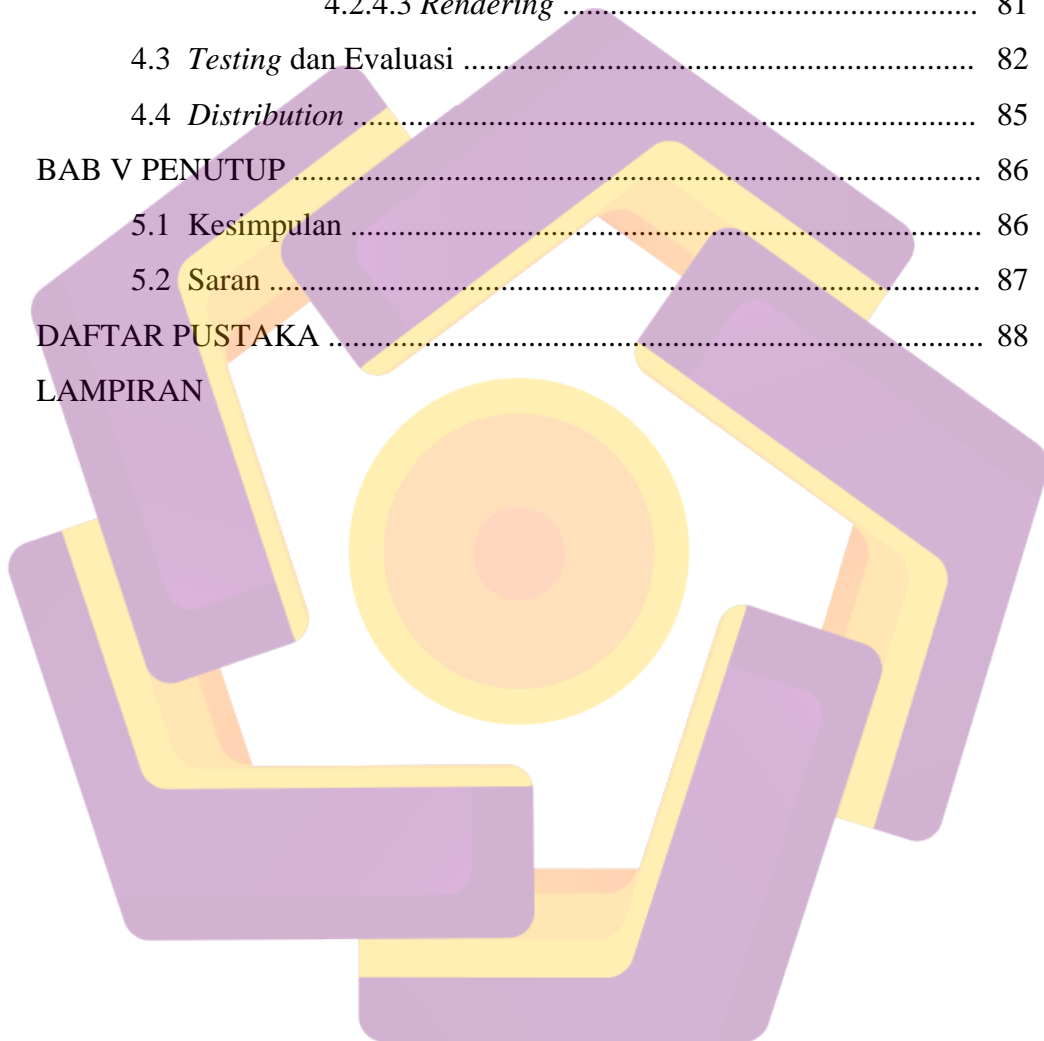 4.2.4.3 Rendering ................................................ 81
4.3 Testing dan Evaluasi .......................................................... 82
4.4 Distribution ........................................................................ 85
BAB V PENUTUP ................................................................................ 86
5.1 Kesimpulan ......................................................................... 86
5.2 Saran ................................................................................... 87
DAFTAR PUSTAKA ............................................................................ 88
LAMPIRAN